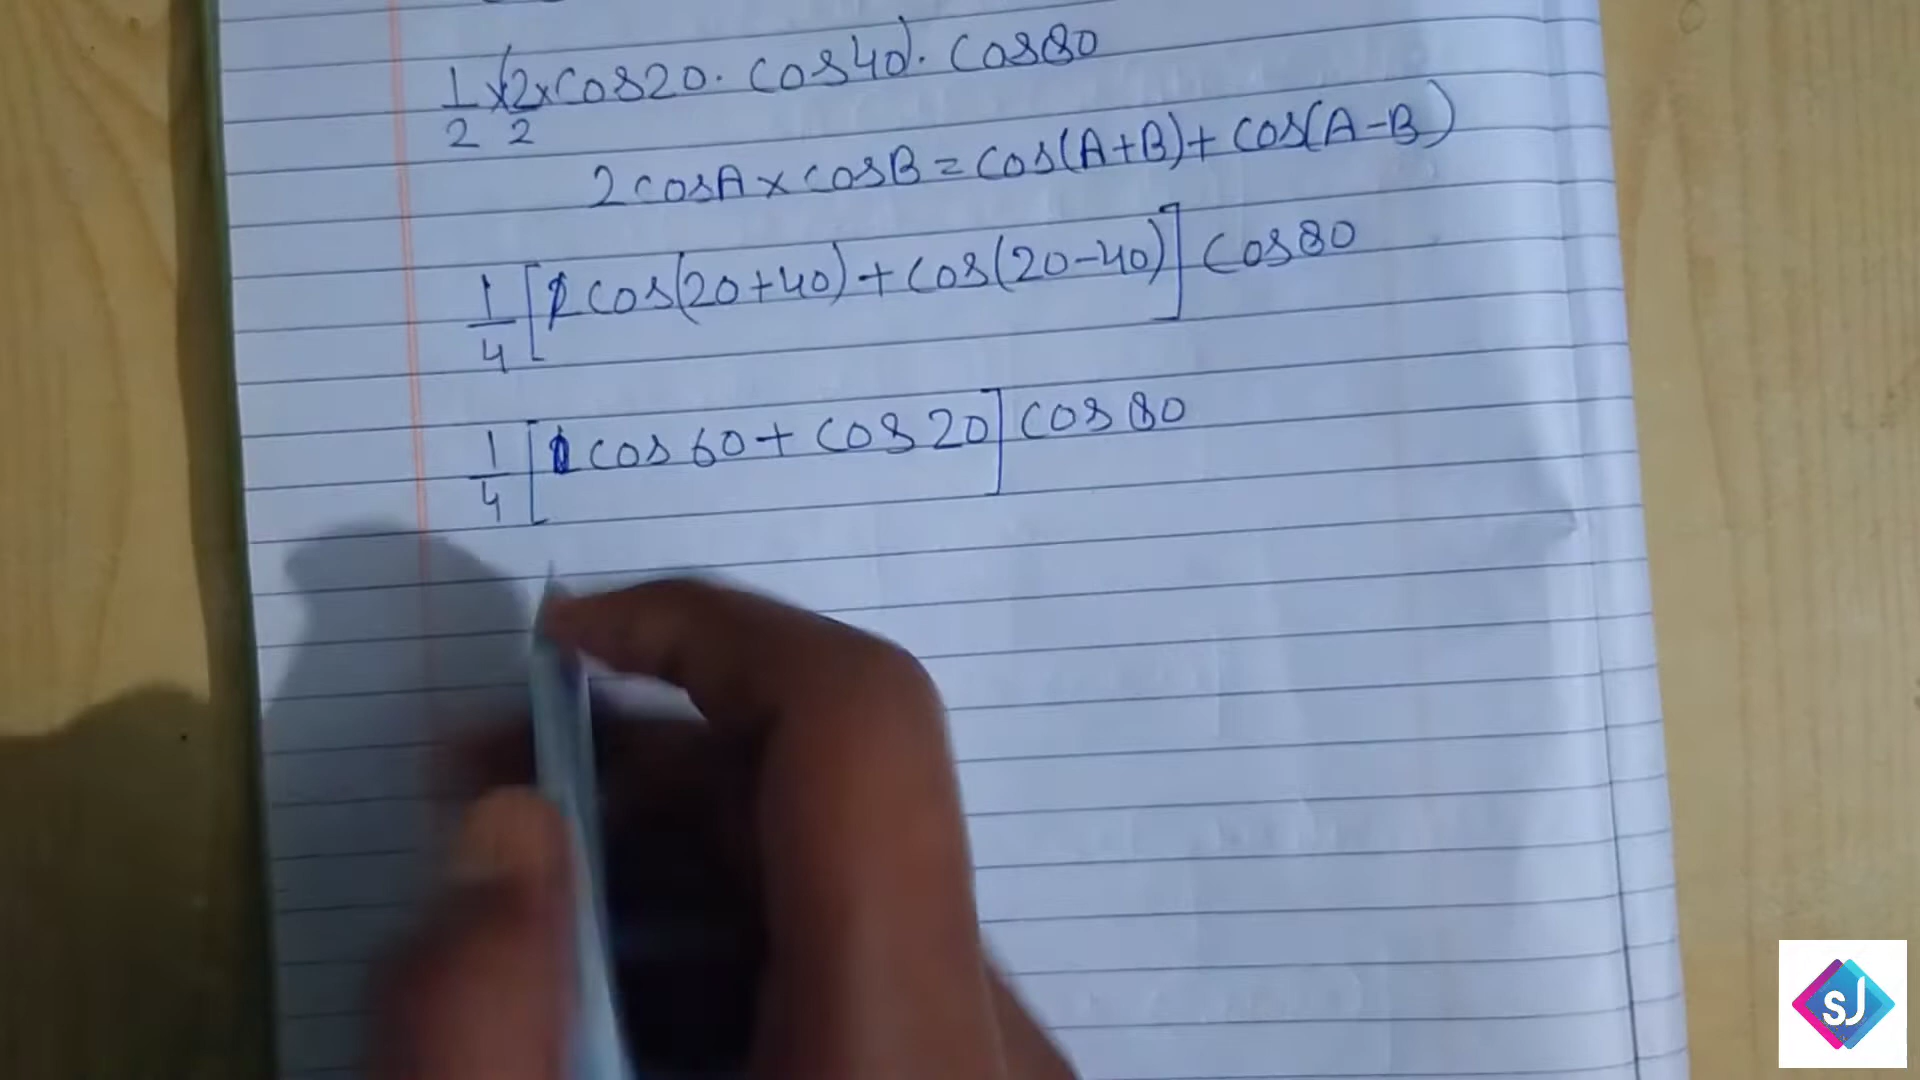 1/2 × (2/2 × cos20 · cos40) · cos80
2cosA × cosB = cos(A+B) + cos(A-B)
1/4 [cos(20+40) + cos(20-40)] cos80
1/4 [cos60 + cos20] cos80
SJ